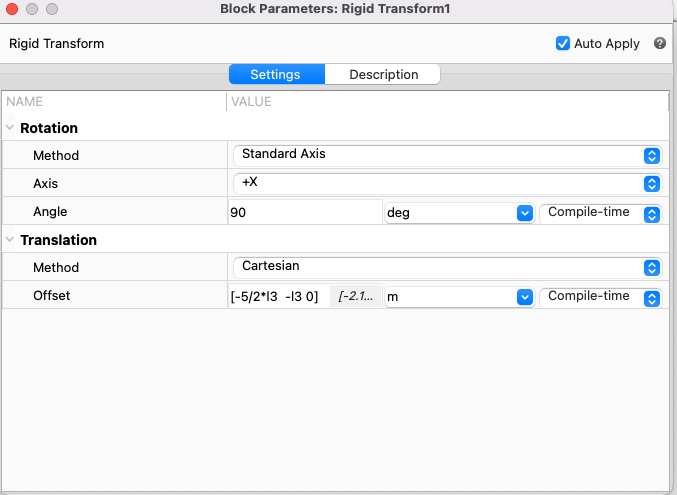 Block Parameters: Rigid Transform1
Rigid Transform
Auto Apply ?
Settings Description
NAME VALUE
Rotation
Method Standard Axis
Axis +X
Angle 90 deg Compile-time
Translation
Method Cartesian
Offset [-5/2*l3 -l3 0] [-2.1... m Compile-time